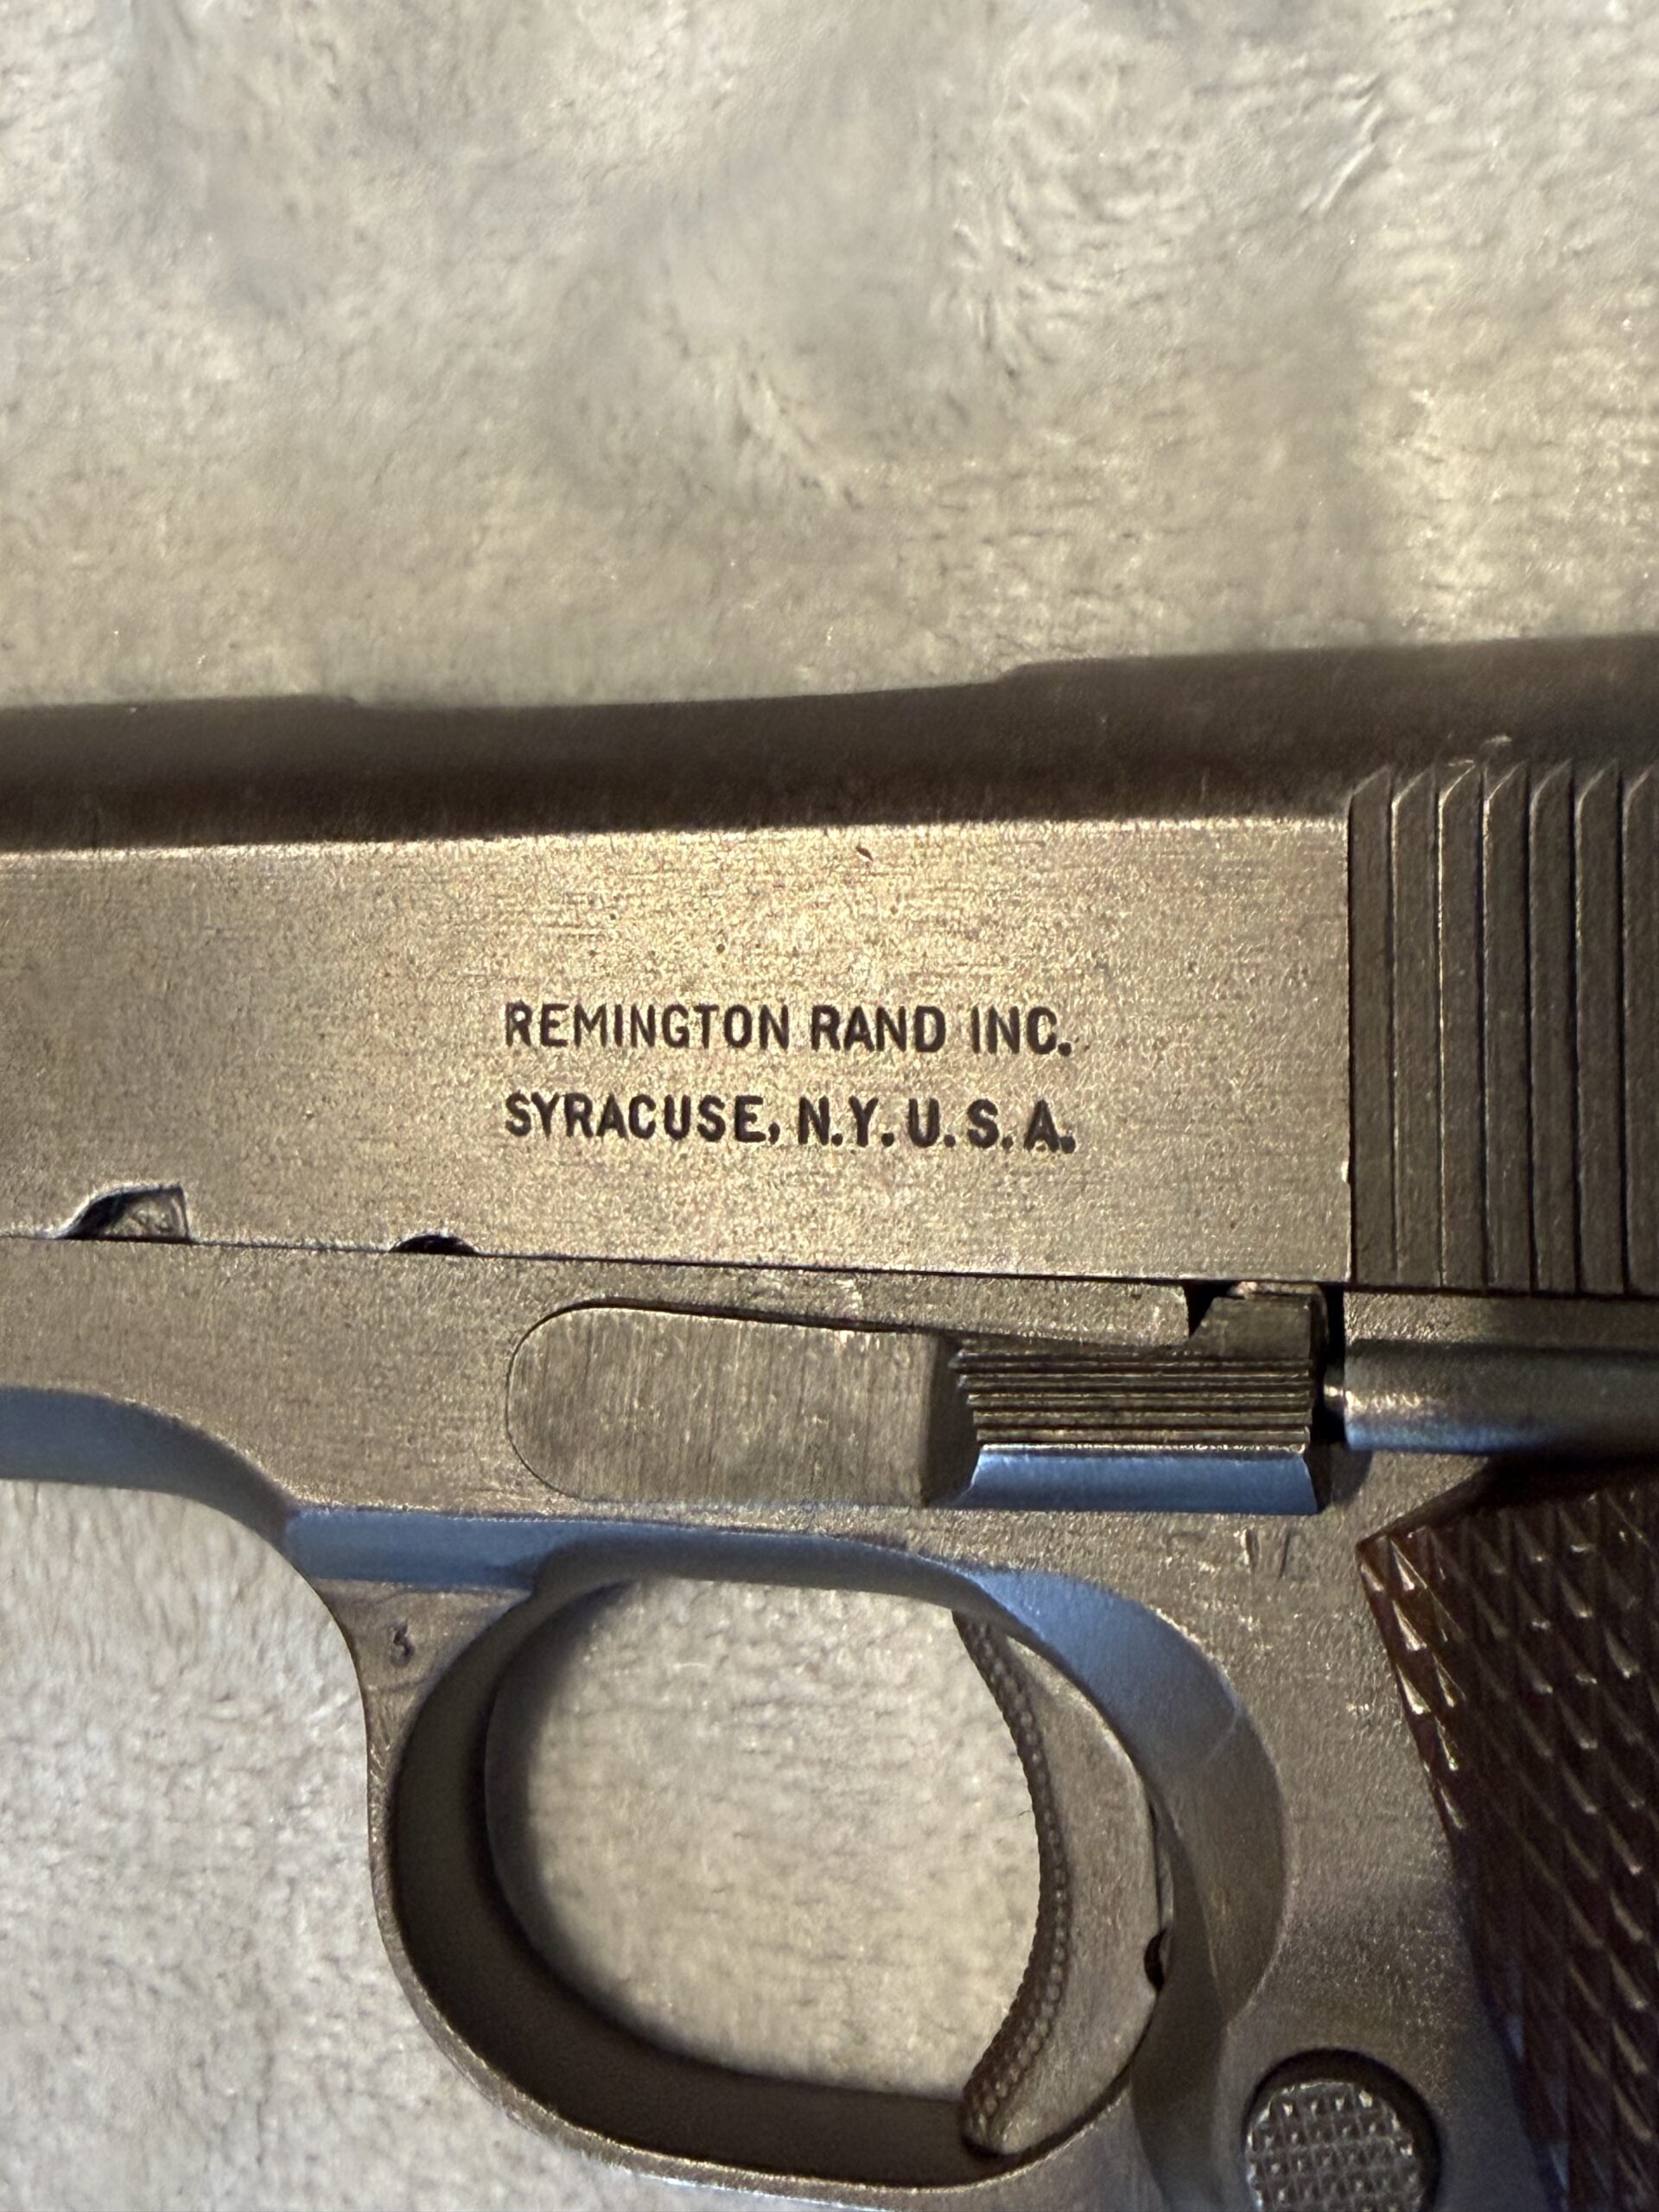 REMINGTON RAND INC.
SYRACUSE, N.Y. U.S.A.